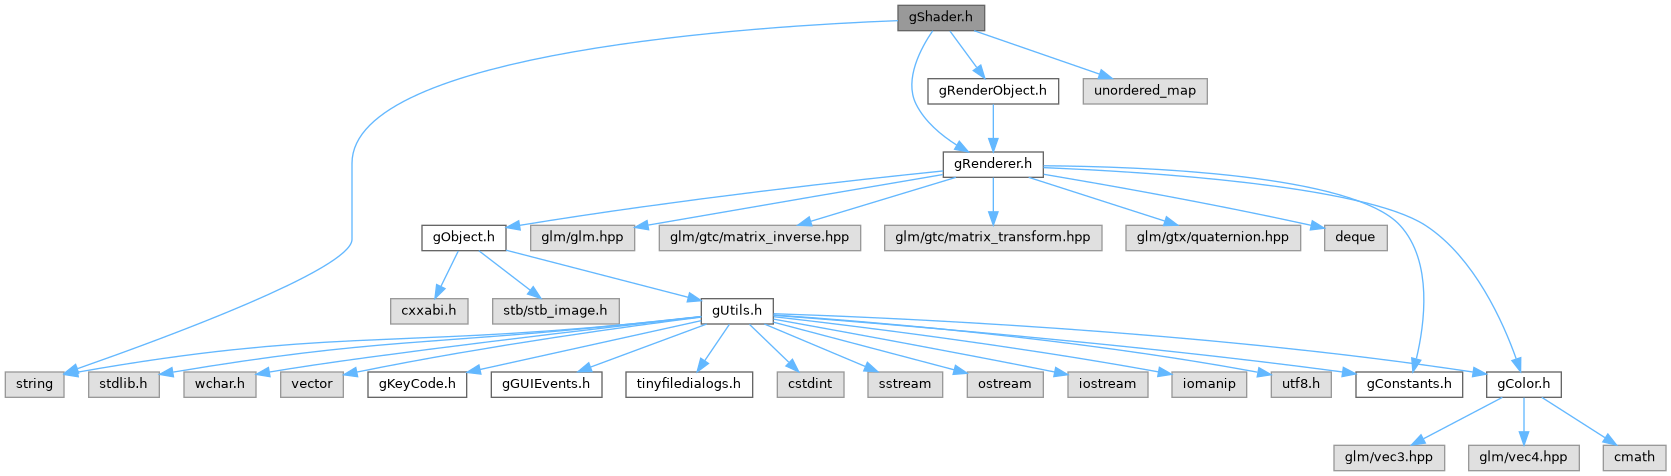 gShader.h
gRenderObject.h
unordered_map
gRenderer.h
gObject.h
glm/glm.hpp
glm/gtc/matrix_inverse.hpp
glm/gtc/matrix_transform.hpp
glm/gtx/quaternion.hpp
deque
cxxabi.h
stb/stb_image.h
gUtils.h
string
stdlib.h
wchar.h
vector
gKeyCode.h
gGUIEvents.h
tinyfiledialogs.h
cstdint
sstream
ostream
iostream
iomanip
utf8.h
gConstants.h
gColor.h
glm/vec3.hpp
glm/vec4.hpp
cmath